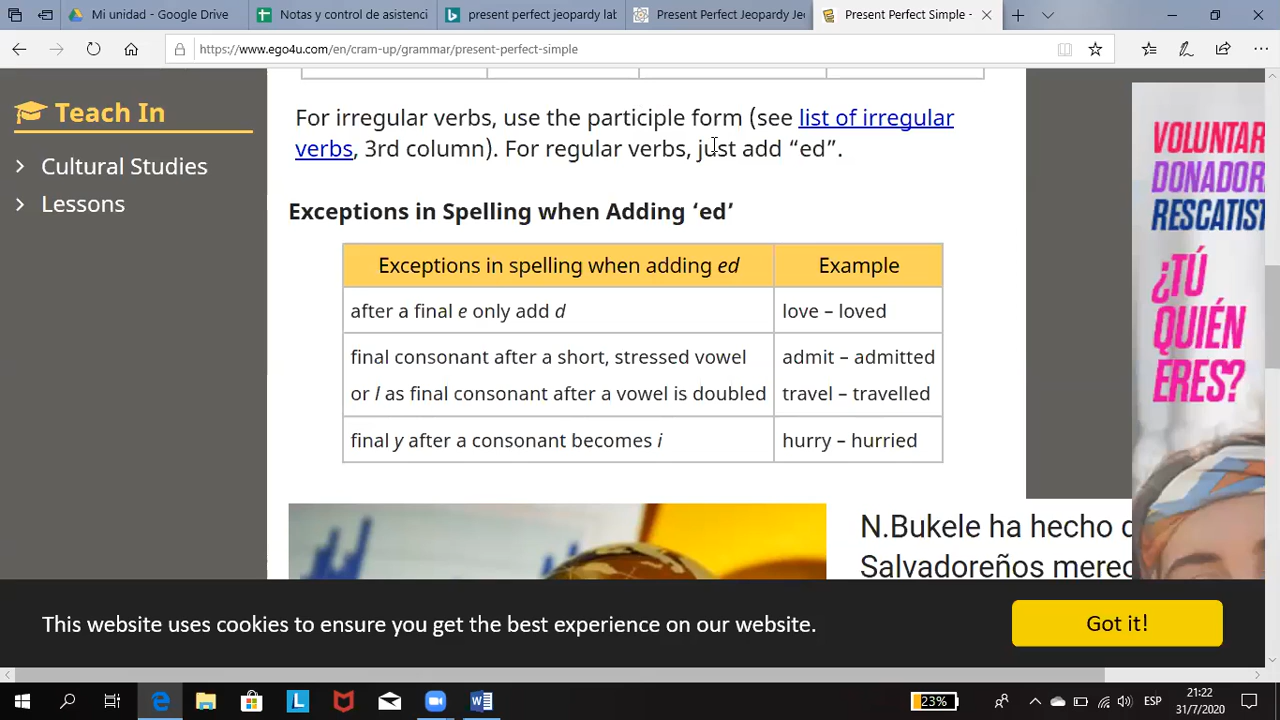 Mi unidad - Google Drive
Notas y control de asistenci
present perfect jeopardy lab
Present Perfect Jeopardy Je
Present Perfect Simple -
https://www.ego4u.com/en/cram-up/grammar/present-perfect-simple
Teach In
Cultural Studies
Lessons
For irregular verbs, use the participle form (see list of irregular
verbs, 3rd column). For regular verbs, just add “ed”.
Exceptions in Spelling when Adding ‘ed’
Exceptions in spelling when adding ed Example
after a final e only add d love – loved
final consonant after a short, stressed vowel admit – admitted
or l as final consonant after a vowel is doubled travel – travelled
final y after a consonant becomes i hurry – hurried
VOLUNTAR
DONADOR
RESCATIST
¿TÚ
QUIÉN
ERES?
N.Bukele ha hecho
Salvadoreños merec
This website uses cookies to ensure you get the best experience on our website.
Got it!
23%
ESP
21:22
31/7/2020